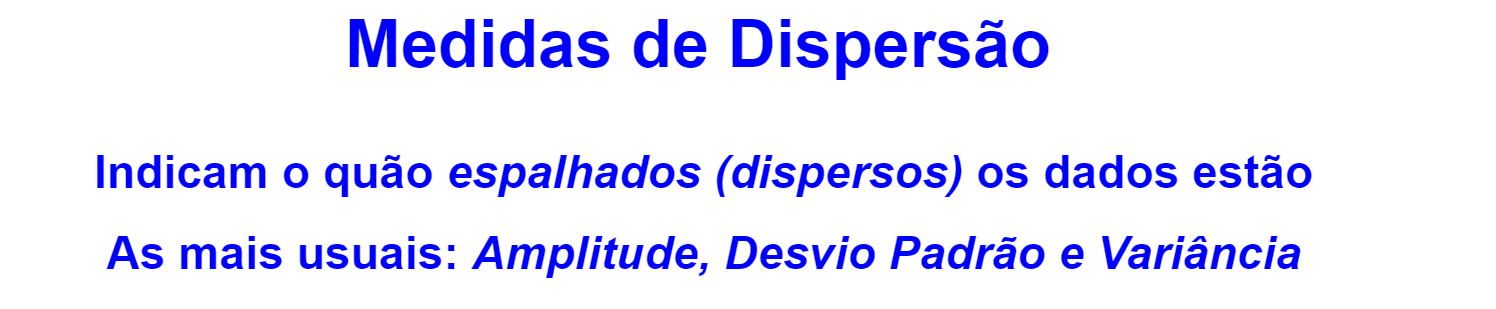 Medidas de Dispersão
Indicam o quão espalhados (dispersos) os dados estão
As mais usuais: Amplitude, Desvio Padrão e Variância